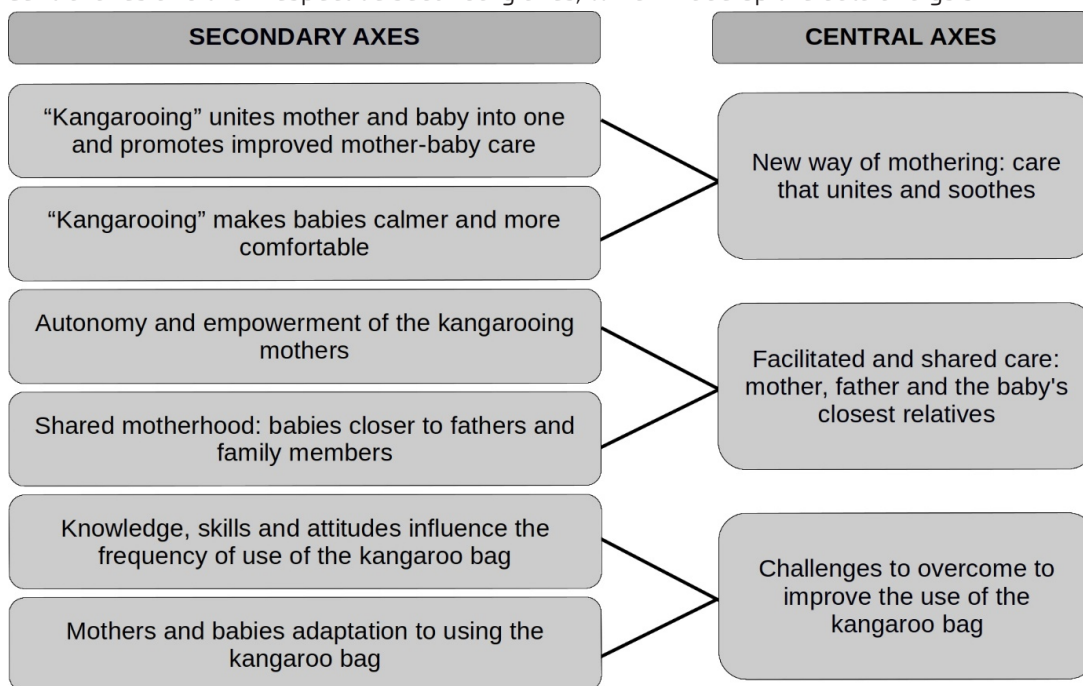 SECONDARY AXES
CENTRAL AXES
“Kangarooing” unites mother and baby into one
and promotes improved mother-baby care
“Kangarooing” makes babies calmer and more
comfortable
New way of mothering: care
that unites and soothes
Autonomy and empowerment of the kangarooing
mothers
Shared motherhood: babies closer to fathers and
family members
Facilitated and shared care:
mother, father and the baby's
closest relatives
Knowledge, skills and attitudes influence the
frequency of use of the kangaroo bag
Mothers and babies adaptation to using the
kangaroo bag
Challenges to overcome to
improve the use of the
kangaroo bag